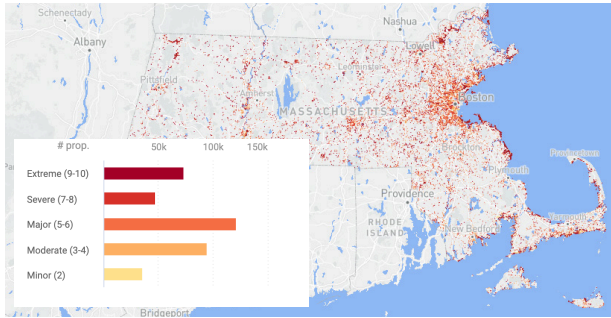 Schenectady
Albany
Nashua
Lowell
Leominster
Pittsfield
Amherst
Boston
MASSACHUSETTS
Brockton
Provincetown
Plymouth
Providence
Yarmouth
RHODE
ISLAND
New Bedford
Bridgeport
# prop.
50k
100k
150k
Extreme (9-10)
Severe (7-8)
Major (5-6)
Moderate (3-4)
Minor (2)